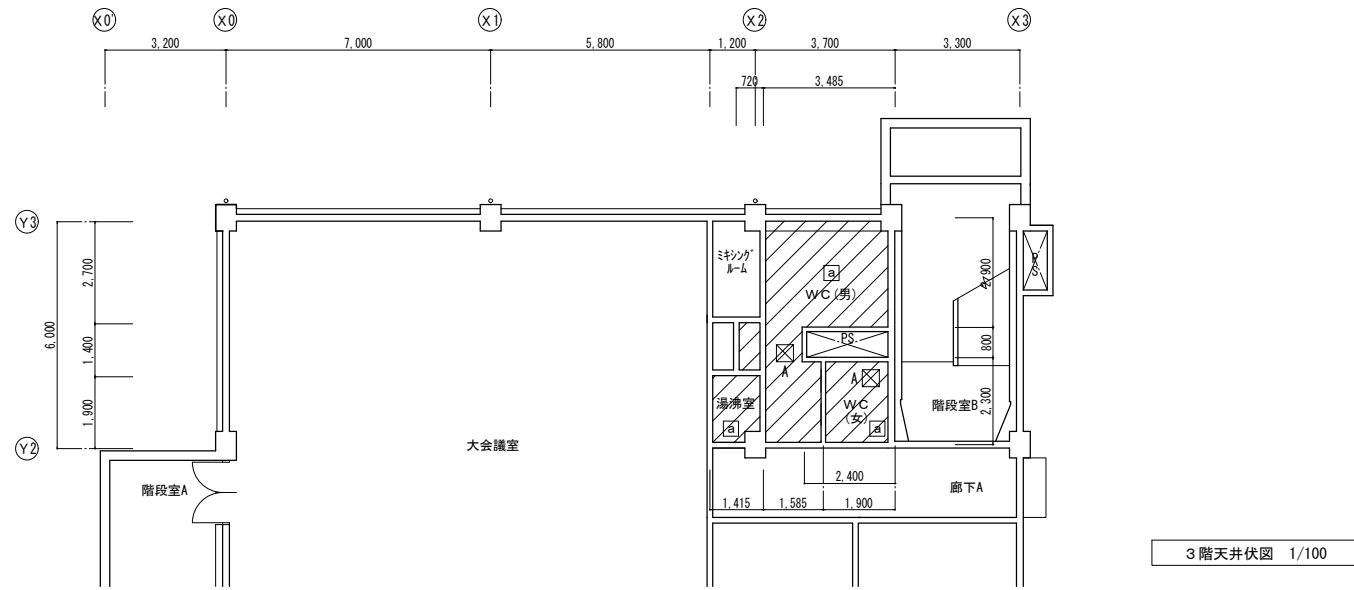 X0' X0 X1 X2 X3
3,200 7,000 5,800 1,200 3,700 3,300
720 3,485
Y3
2,700
6,000
1,400
1,900
Y2
ミキシング
ルーム
a
WC(男)
PS
A
A
湯沸室
a
WC
(女)
a
大会議室
階段室A
階段室B
2,900
800
2,300
PS
2,400
廊下A
1,415 1,585 1,900
3階天井伏図 1/100